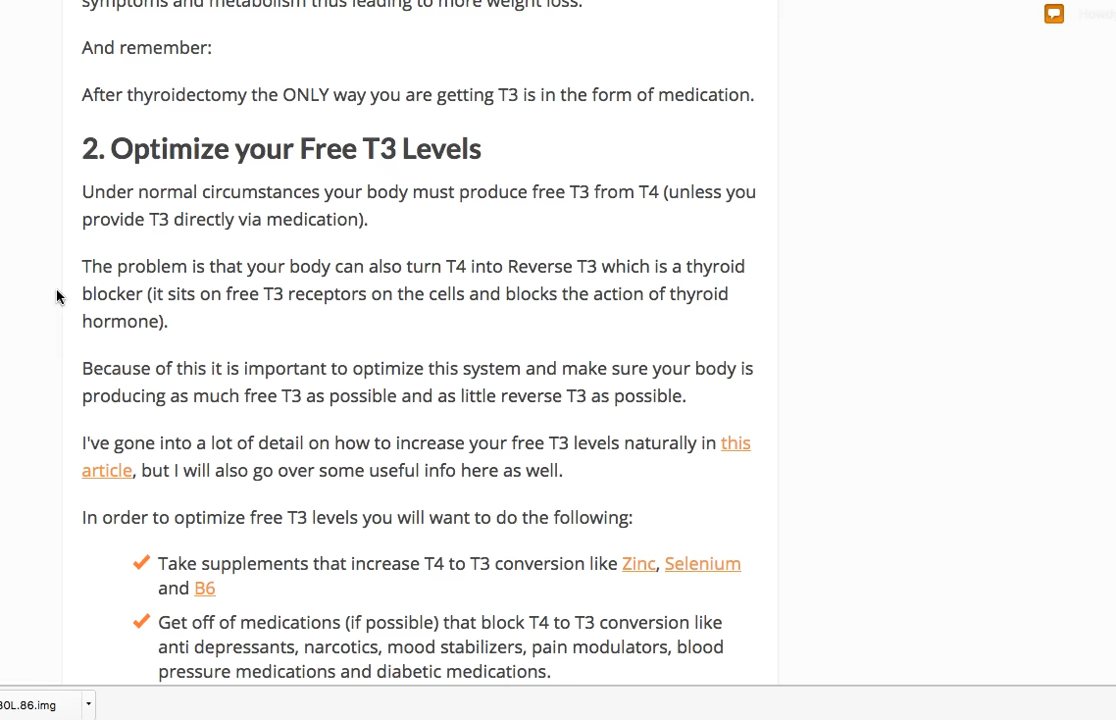 symptoms and metabolism thus leading to more weight loss.
And remember:
After thyroidectomy the ONLY way you are getting T3 is in the form of medication.
2. Optimize your Free T3 Levels
Under normal circumstances your body must produce free T3 from T4 (unless you
provide T3 directly via medication).
The problem is that your body can also turn T4 into Reverse T3 which is a thyroid
blocker (it sits on free T3 receptors on the cells and blocks the action of thyroid
hormone).
Because of this it is important to optimize this system and make sure your body is
producing as much free T3 as possible and as little reverse T3 as possible.
I've gone into a lot of detail on how to increase your free T3 levels naturally in this
article, but I will also go over some useful info here as well.
In order to optimize free T3 levels you will want to do the following:
Take supplements that increase T4 to T3 conversion like Zinc, Selenium
and B6
Get off of medications (if possible) that block T4 to T3 conversion like
anti depressants, narcotics, mood stabilizers, pain modulators, blood
pressure medications and diabetic medications.
30L.86.img